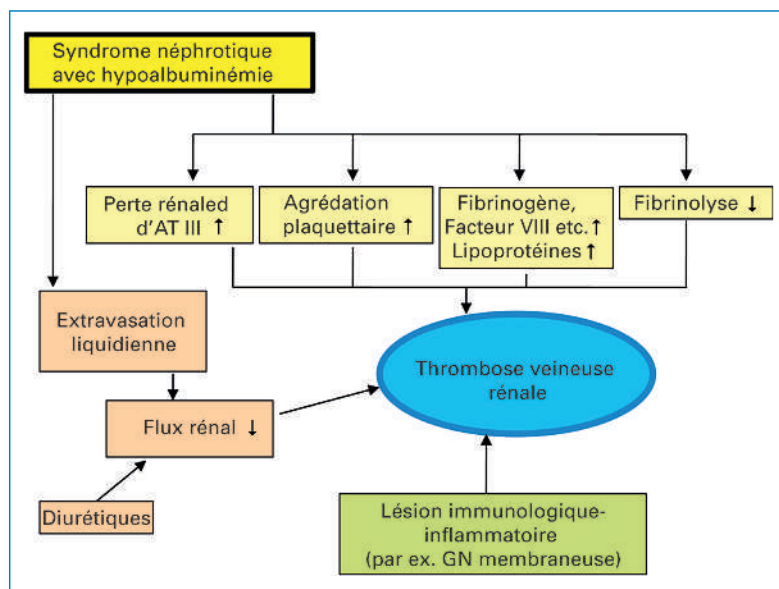 Syndrome néphrotique
avec hypoalbuminémie
Perte rénaled
d'AT III ↑
Agrédation
plaquettaire ↑
Fibrinogène,
Facteur VIII etc. ↑
Lipoprotéines ↑
Fibrinolyse ↓
Extravasation
liquidienne
Thrombose veineuse
rénale
Flux rénal ↓
Diurétiques
Lésion immunologique-
inflammatoire
(par ex. GN membraneuse)